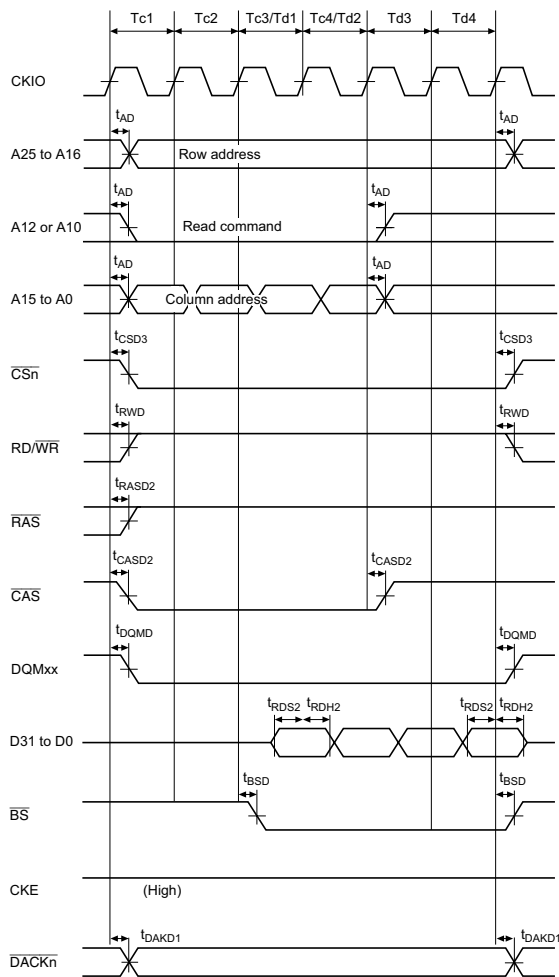 Tc1 Tc2 Tc3/Td1 Tc4/Td2 Td3 Td4
CKIO
tAD tAD
A25 to A16 Row address
tAD tAD
A12 or A10 Read command
tAD tAD
A15 to A0 Column address
tCSD3 tCSD3
CSn
tRWD tRWD
RD/WR
tRASD2
RAS
tCASD2 tCASD2
CAS
tDQMD tDQMD
DQMxx
tRDS2 tRDH2 tRDS2 tRDH2
D31 to D0
tBSD tBSD
BS
CKE (High)
tDAKD1 tDAKD1
DACKn